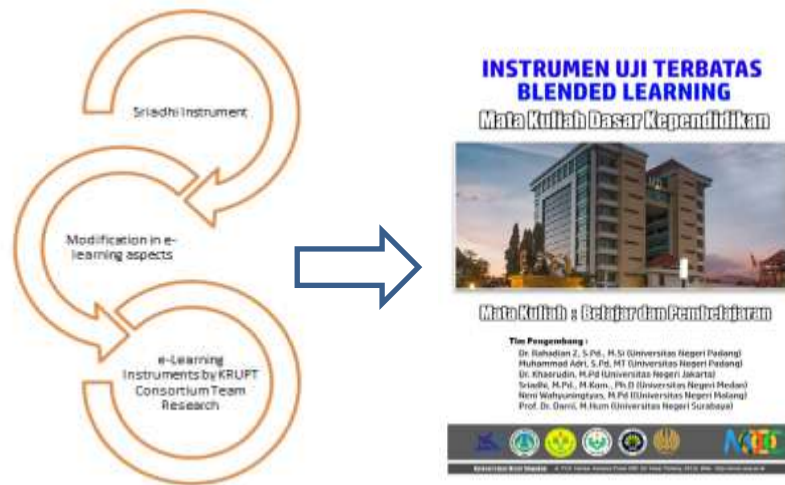 Sriadhi Instrument
Modification in e-
learning aspects
e-Learning
Instruments by KRUPT
Consortium Team
Research
INSTRUMEN UJI TERBATAS
BLENDED LEARNING
Mata Kuliah Dasar Kependidikan
Mata Kuliah : Belajar dan Pembelajaran
Tim Pengembang :
Dr. Rahadian Z, S.Pd., M.Si (Universitas Negeri Padang)
Muhammad Adri, S.Pd, MT (Universitas Negeri Padang)
Dr. Khaerudin, M.Pd (Universitas Negeri Jakarta)
Sriadhi, M.Pd., M.Kom., Ph.D (Universitas Negeri Medan)
Neni Wahyuningtyas, M.Pd (Universitas Negeri Malang)
Prof. Dr. Darni, M.Hum (Universitas Negeri Surabaya)